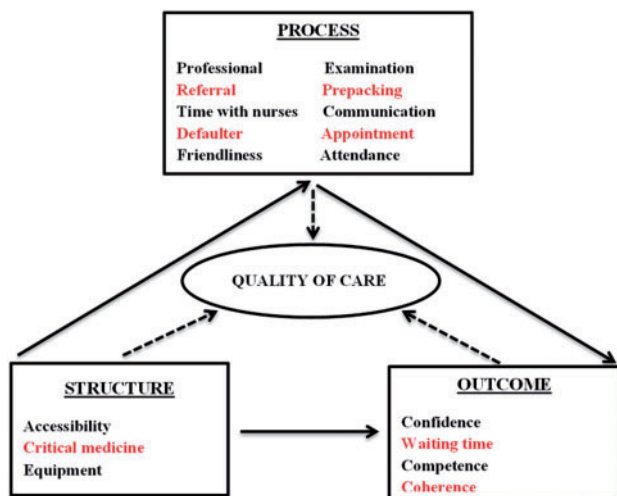 PROCESS
Professional Examination
Referral Prepacking
Time with nurses Communication
Defaulter Appointment
Friendliness Attendance
QUALITY OF CARE
STRUCTURE
Accessibility
Critical medicine
Equipment
OUTCOME
Confidence
Waiting time
Competence
Coherence